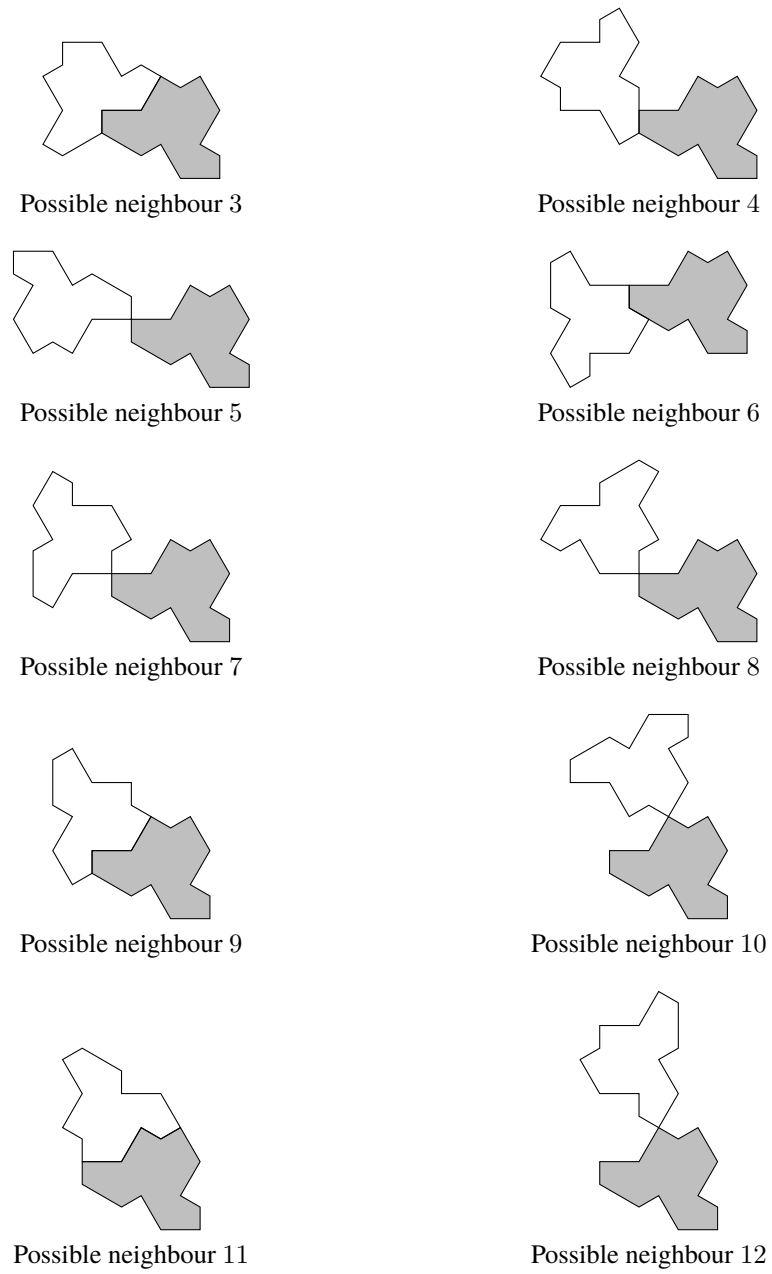 Possible neighbour 3
Possible neighbour 4
Possible neighbour 5
Possible neighbour 6
Possible neighbour 7
Possible neighbour 8
Possible neighbour 9
Possible neighbour 10
Possible neighbour 11
Possible neighbour 12